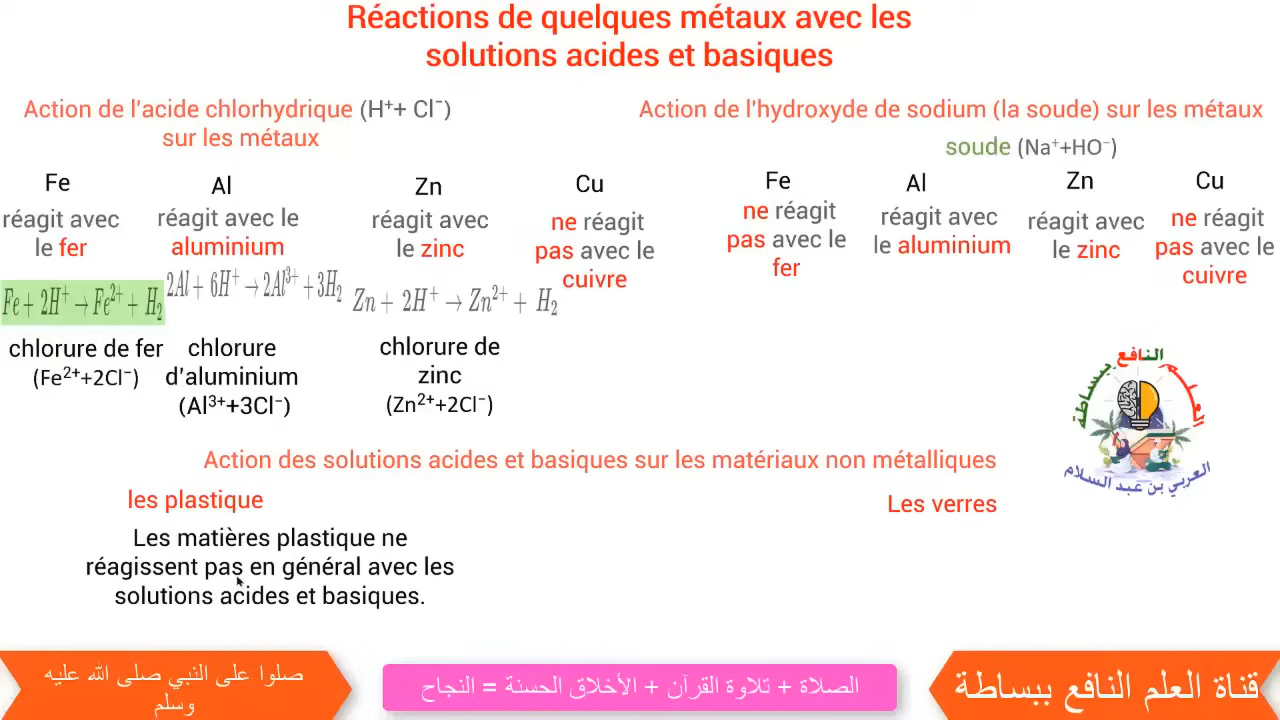 Réactions de quelques métaux avec les
solutions acides et basiques
Action de l'acide chlorhydrique (H⁺+ Cl⁻)
sur les métaux
Fe
réagit avec
le fer
Fe + 2H⁺ → Fe²⁺ + H₂
chlorure de fer
(Fe²⁺+2Cl⁻)
Al
réagit avec le
aluminium
2Al + 6H⁺ → 2Al³⁺ + 3H₂
chlorure
d'aluminium
(Al³⁺+3Cl⁻)
Zn
réagit avec
le zinc
Zn + 2H⁺ → Zn²⁺ + H₂
chlorure de
zinc
(Zn²⁺+2Cl⁻)
Cu
ne réagit
pas avec le
cuivre
Action de l'hydroxyde de sodium (la soude) sur les métaux
soude (Na⁺+HO⁻)
Fe
ne réagit
pas avec le
fer
Al
réagit avec
le aluminium
Zn
réagit avec
le zinc
Cu
ne réagit
pas avec le
cuivre
العلم النافع ببساطة
العربي بن عبد السلام
Action des solutions acides et basiques sur les matériaux non métalliques
les plastique
Les matières plastique ne
réagissent pas en général avec les
solutions acides et basiques.
Les verres
صلوا على النبي صلى الله عليه
وسلم
الصلاة + تلاوة القرآن + الأخلاق الحسنة = النجاح
قناة العلم النافع ببساطة